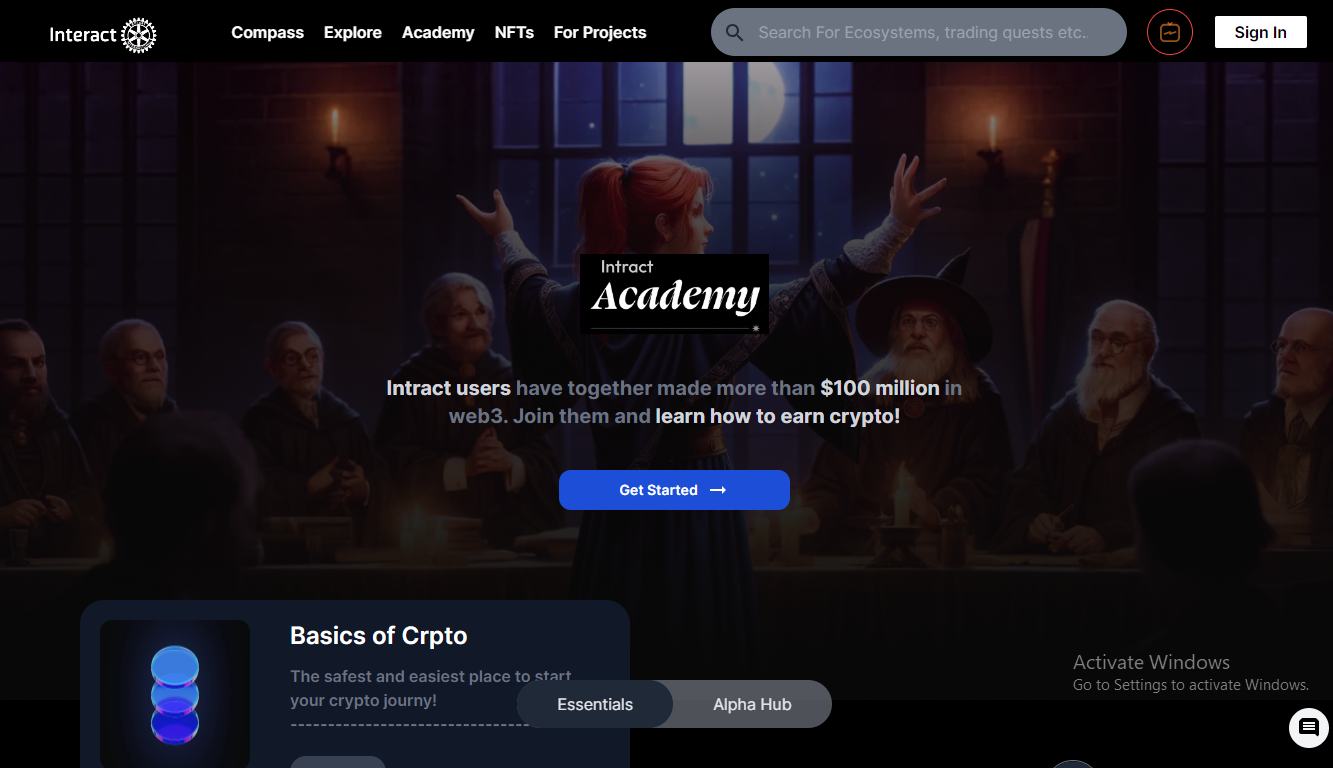 Interact
Compass Explore Academy NFTs For Projects
Search For Ecosystems, trading quests etc.
Sign In
Intract
Academy
Intract users have together made more than $100 million in
web3. Join them and learn how to earn crypto!
Get Started
Basics of Crpto
The safest and easiest place to start
your crypto journy!
Essentials
Alpha Hub
Activate Windows
Go to Settings to activate Windows.